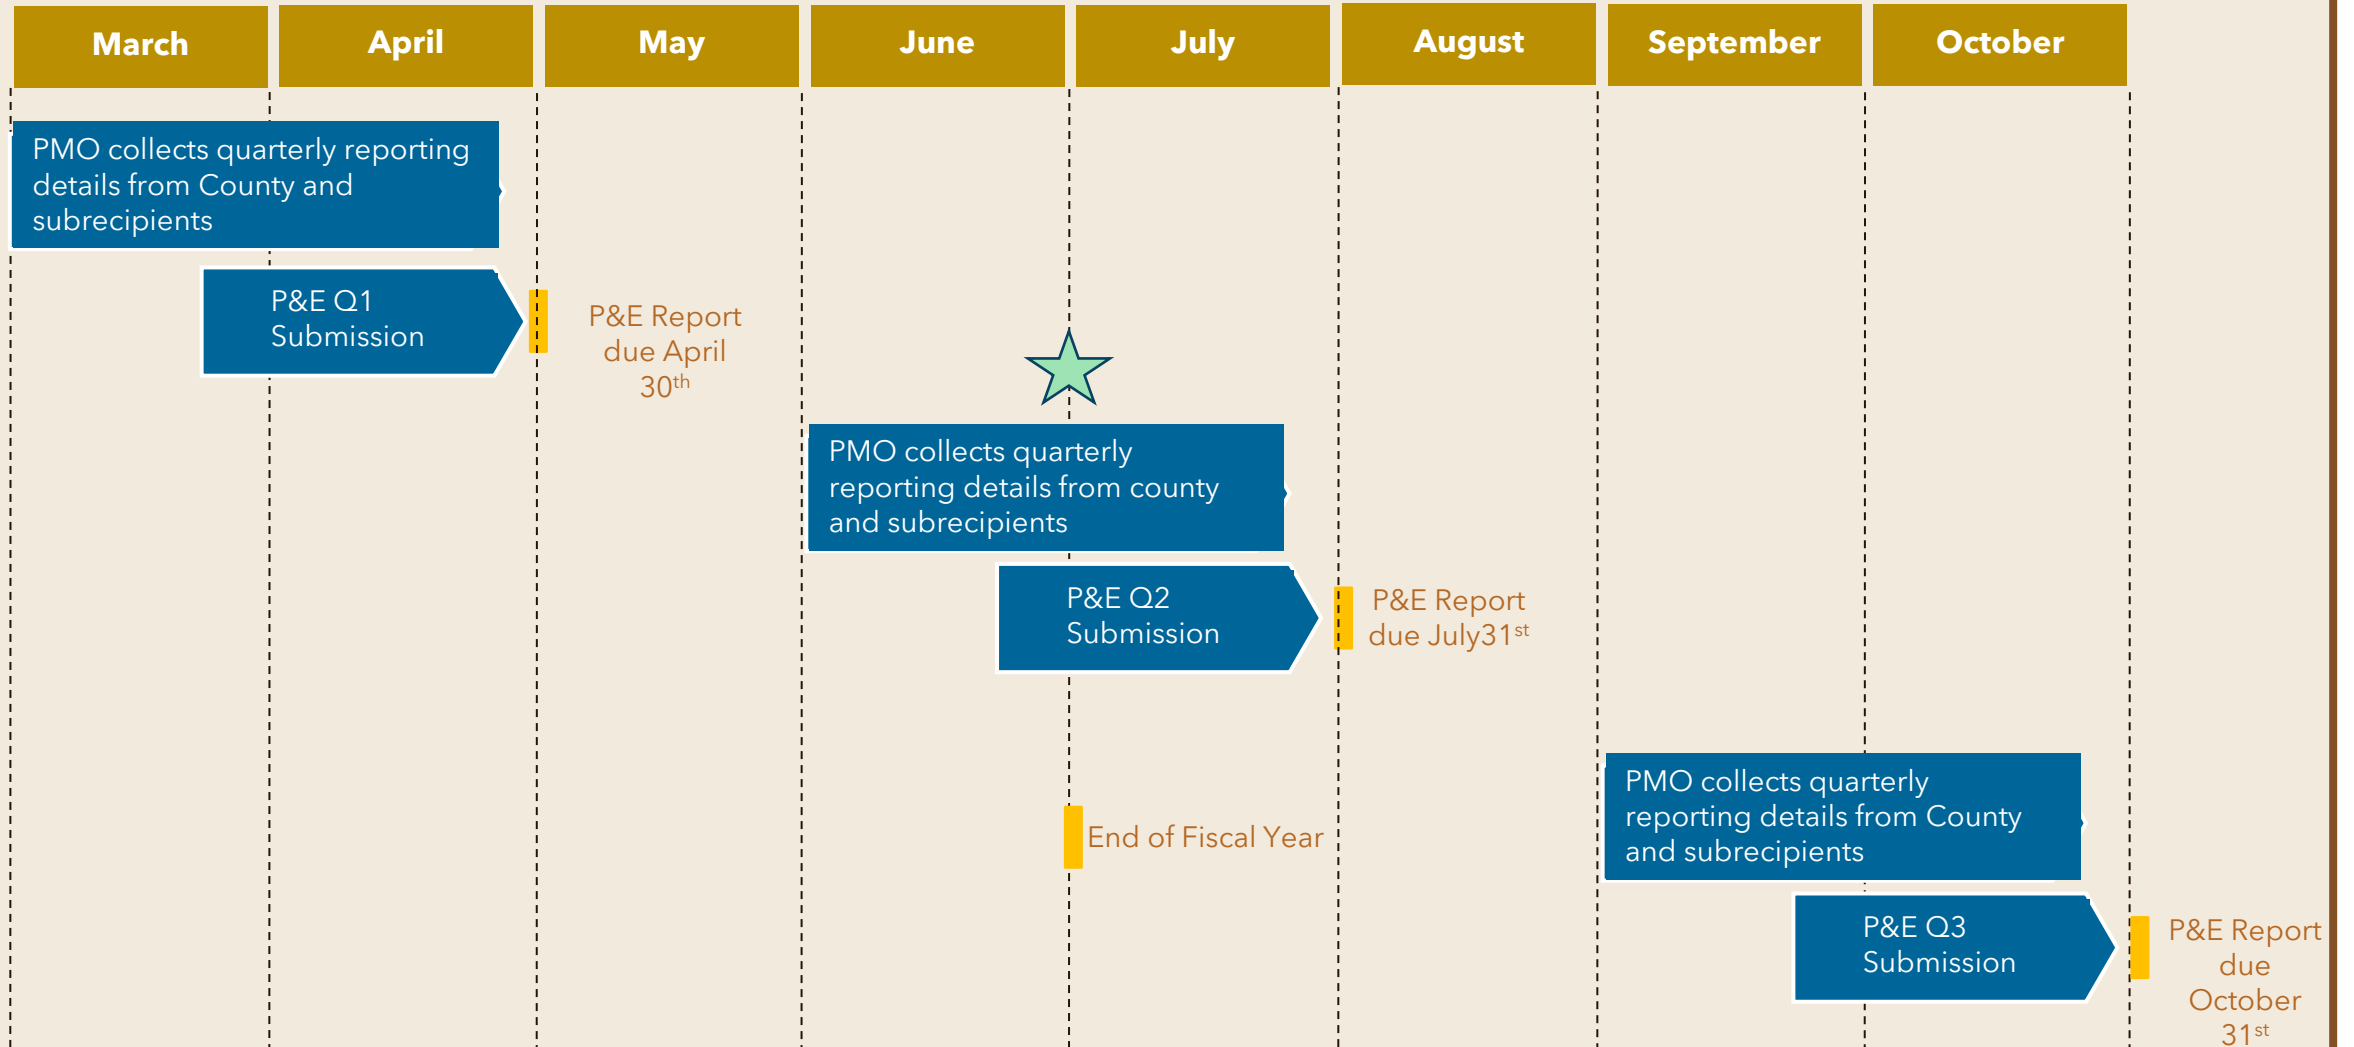 March
April
May
June
July
August
September
October
PMO collects quarterly reporting
details from County and
subrecipients
P&E Q1
Submission
P&E Report
due April
30th
PMO collects quarterly
reporting details from county
and subrecipients
P&E Q2
Submission
P&E Report
due July31st
End of Fiscal Year
PMO collects quarterly
reporting details from County
and subrecipients
P&E Q3
Submission
P&E Report
due
October
31st